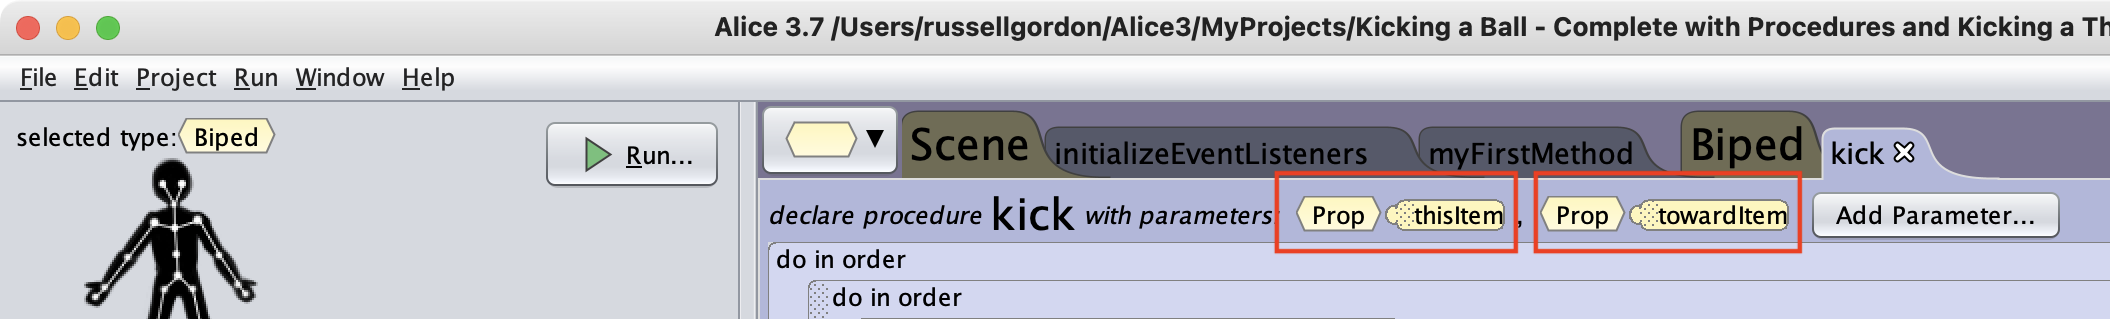 Alice 3.7 /Users/russellgordon/Alice3/MyProjects/Kicking a Ball - Complete with Procedures and Kicking a
File Edit Project Run Window Help
selected type: Biped
Run...
Scene initializeEventListeners myFirstMethod Biped kick
declare procedure kick with parameters: Prop thisItem , Prop towardItem Add Parameter...
do in order
do in order